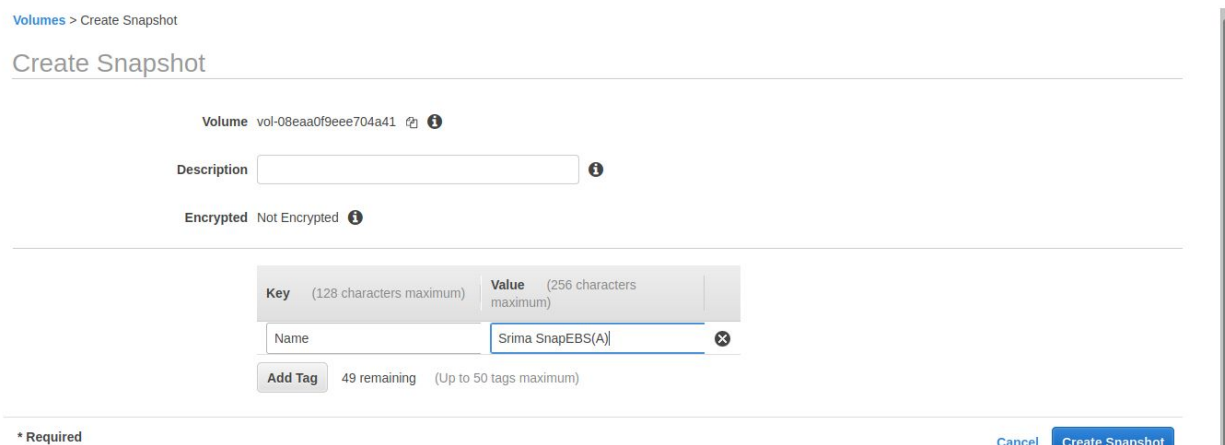 Volumes > Create Snapshot
Create Snapshot
Volume vol-08eaa0f9eee704a41
Description
Encrypted Not Encrypted
Key (128 characters maximum) Value (256 characters
maximum)
Name Srima SnapEBS(A)
Add Tag 49 remaining (Up to 50 tags maximum)
* Required
Cancel Create Snapshot